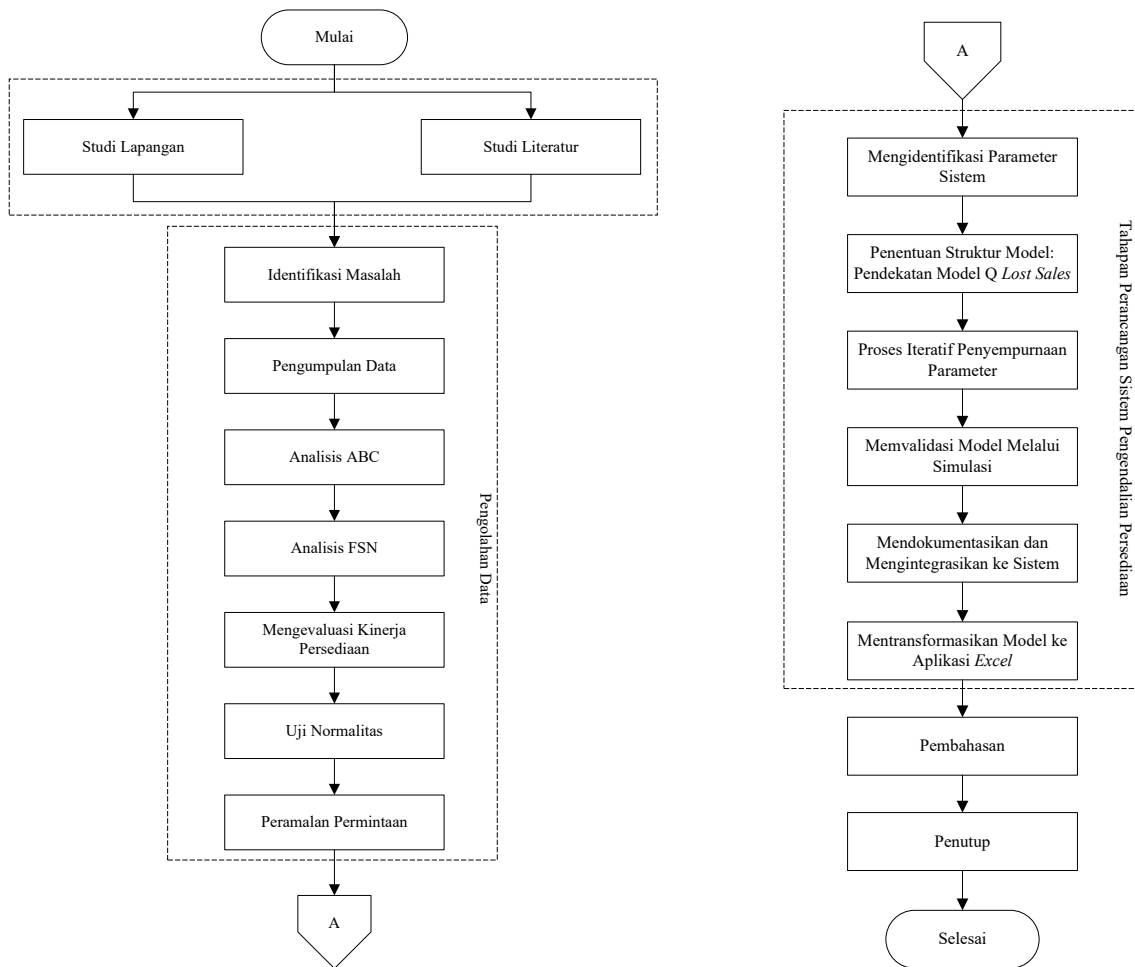 Mulai
Studi Lapangan
Studi Literatur
Identifikasi Masalah
Pengumpulan Data
Analisis ABC
Analisis FSN
Mengevaluasi Kinerja
Persediaan
Uji Normalitas
Peramalan Permintaan
Pengolahan Data
A
A
Mengidentifikasi Parameter
Sistem
Penentuan Struktur Model:
Pendekatan Model Q Lost Sales
Proses Iteratif Penyempurnaan
Parameter
Memvalidasi Model Melalui
Simulasi
Mendokumentasikan dan
Mengintegrasikan ke Sistem
Mentransformasikan Model ke
Aplikasi Excel
Tahapan Perancangan Sistem Pengendalian Persediaan
Pembahasan
Penutup
Selesai